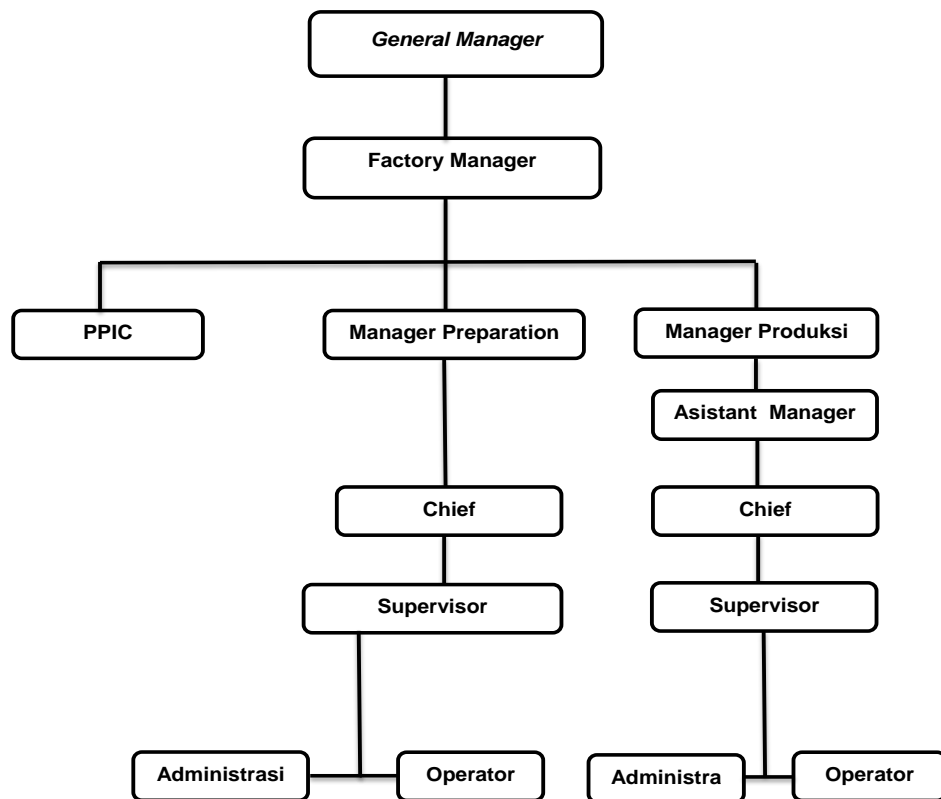 General Manager
Factory Manager
PPIC
Manager Preparation
Manager Produksi
Asistant Manager
Chief
Chief
Supervisor
Supervisor
Administrasi
Operator
Administra
Operator